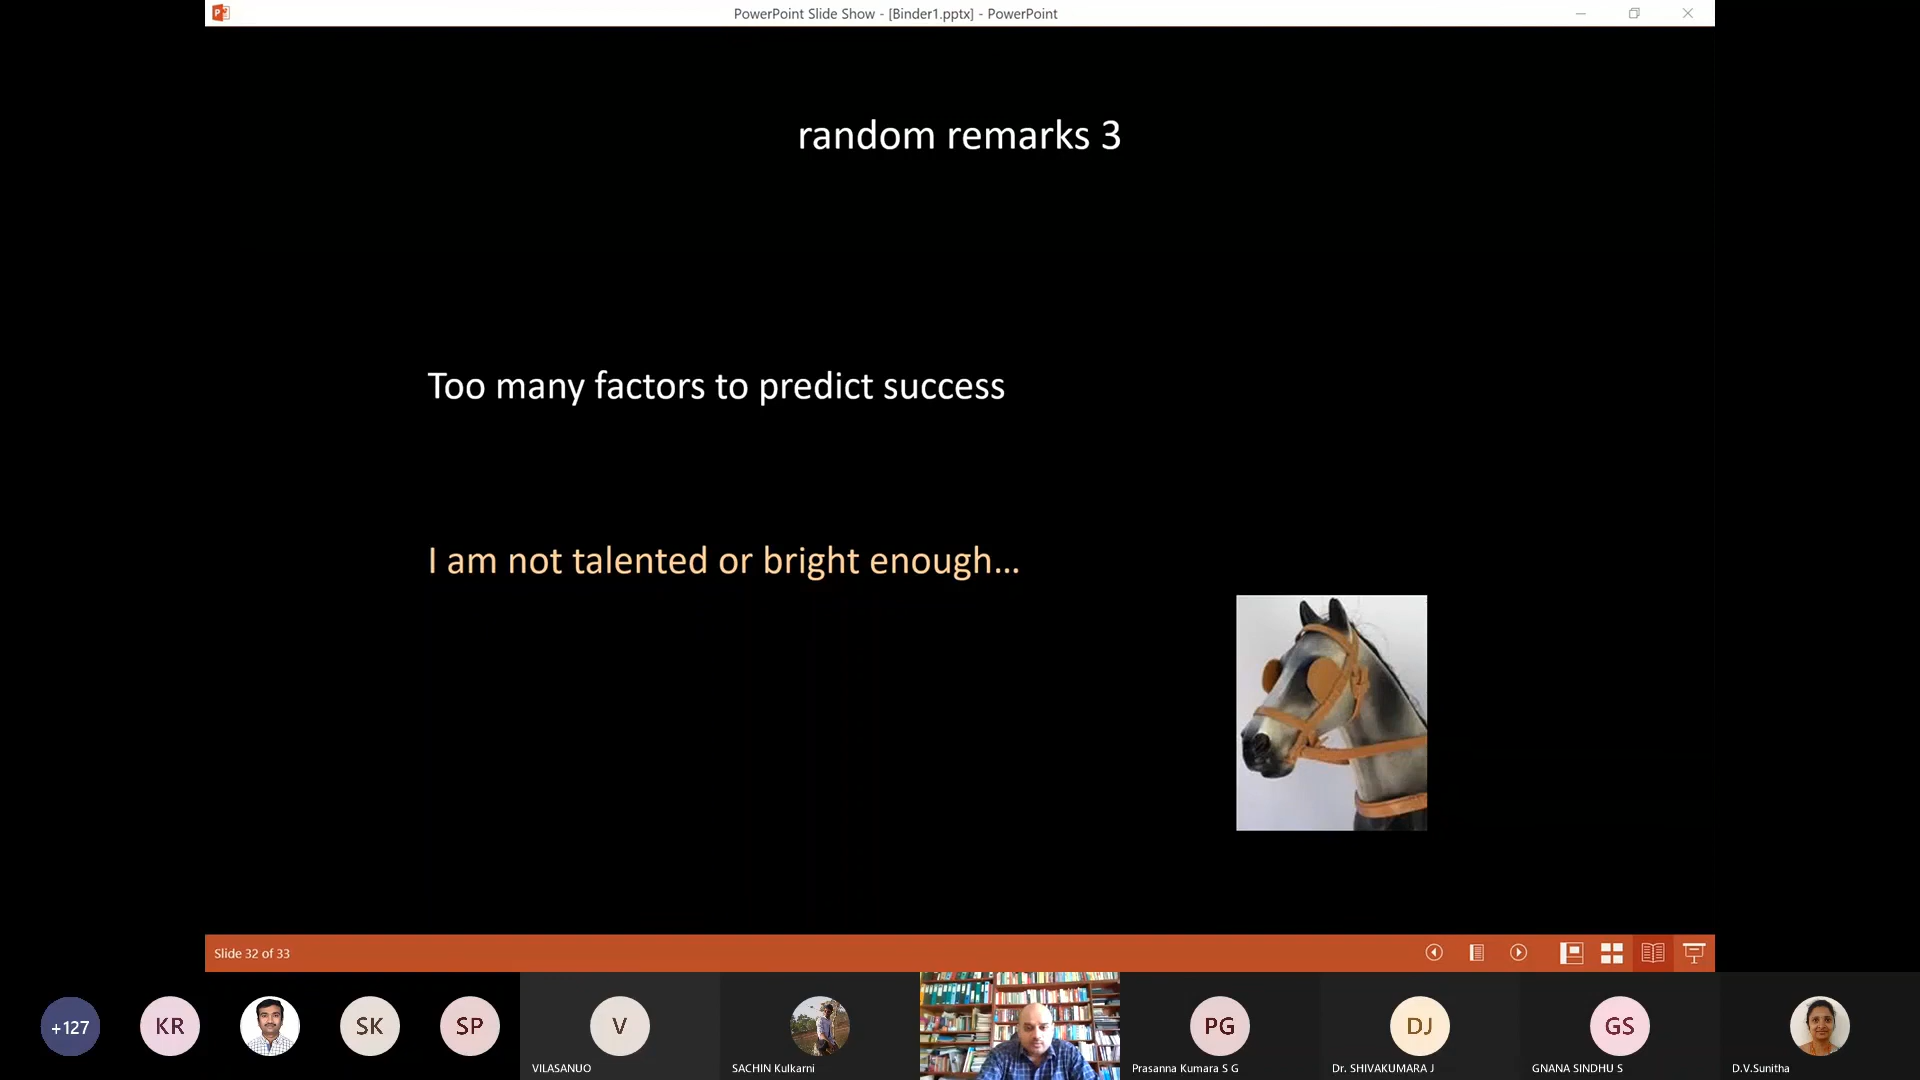 PowerPoint Slide Show - [Binder1.pptx] - PowerPoint
random remarks 3
Too many factors to predict success
I am not talented or bright enough...
Slide 32 of 33
+127
KR
SK
SP
V
PG
DJ
GS
VILASANUO
SACHIN Kulkarni
Prasanna Kumara S G
Dr. SHIVAKUMARA J
GNANA SINDHU S
D.V.Sunitha